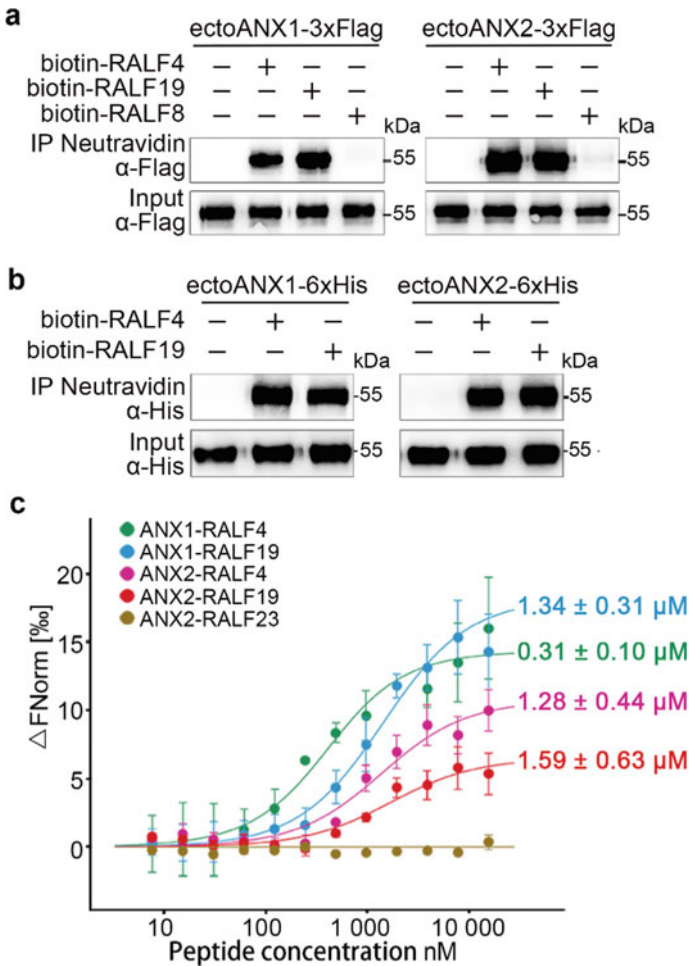 a
ectoANX1-3xFlag ectoANX2-3xFlag
biotin-RALF4 − + − − − + − −
biotin-RALF19 − − + − − − + −
biotin-RALF8 − − − + − − − +
kDa kDa
IP Neutravidin
α-Flag -55 -55
Input
α-Flag -55 -55
b
ectoANX1-6xHis ectoANX2-6xHis
biotin-RALF4 − + − − + −
biotin-RALF19 − − + − − +
kDa kDa
IP Neutravidin
α-His -55 -55
Input
α-His -55 -55
c
ANX1-RALF4
ANX1-RALF19
ANX2-RALF4
ANX2-RALF19
ANX2-RALF23
△FNorm [‰]
20
15
10
5
0
1.34 ± 0.31 µM
0.31 ± 0.10 µM
1.28 ± 0.44 µM
1.59 ± 0.63 µM
10 100 1 000 10 000
Peptide concentration nM